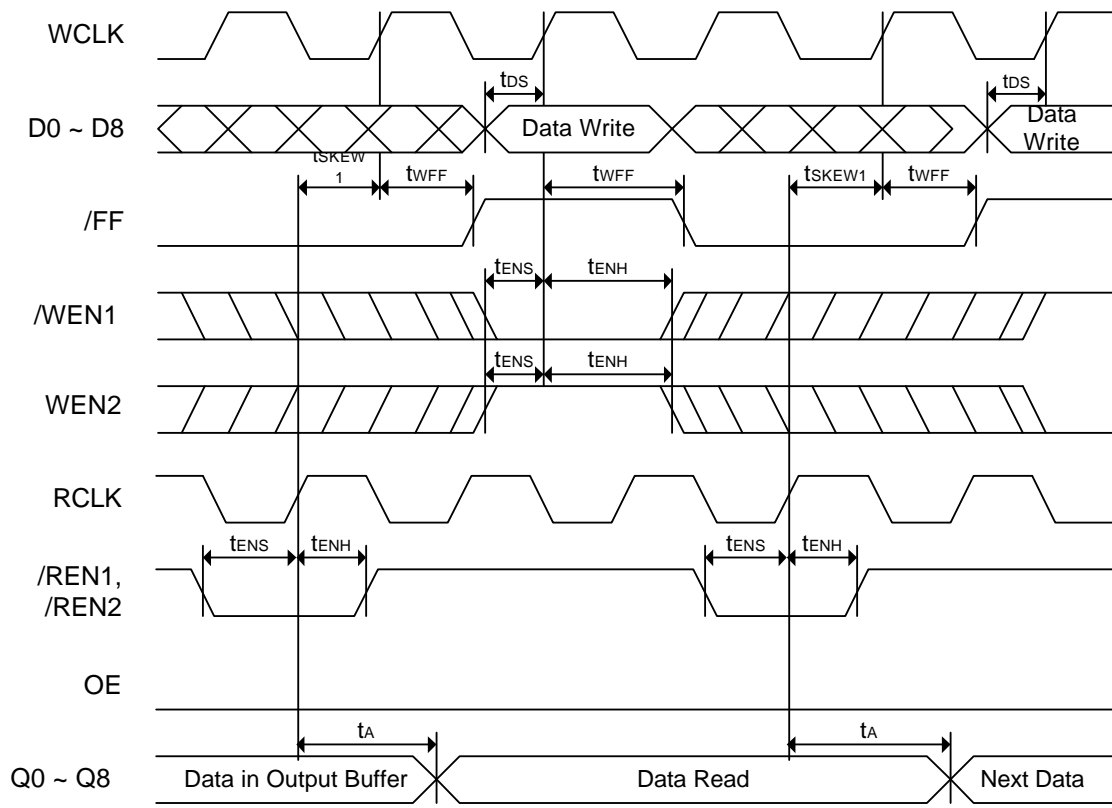 WCLK
tDS
tDS
D0 ~ D8
Data Write
Data
Write
tSKEW
1
tWFF
tWFF
tSKEW1
tWFF
/FF
tENS
tENH
/WEN1
tENS
tENH
WEN2
RCLK
tENS
tENH
tENS
tENH
/REN1,
/REN2
OE
tA
tA
Q0 ~ Q8
Data in Output Buffer
Data Read
Next Data